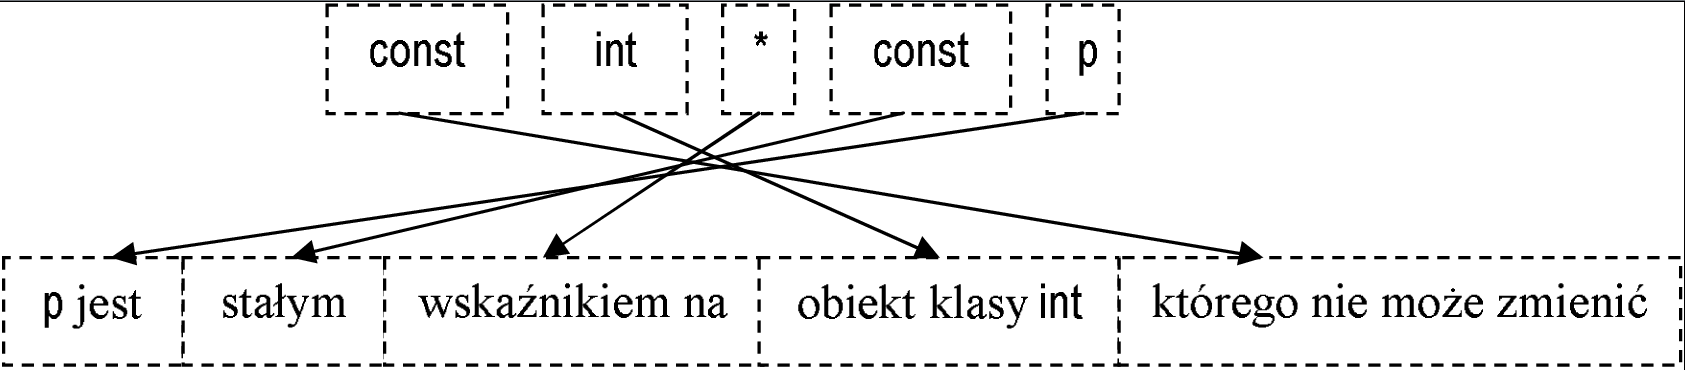 const int * const p
p jest stałym wskaźnikiem na obiekt klasy int którego nie może zmienić